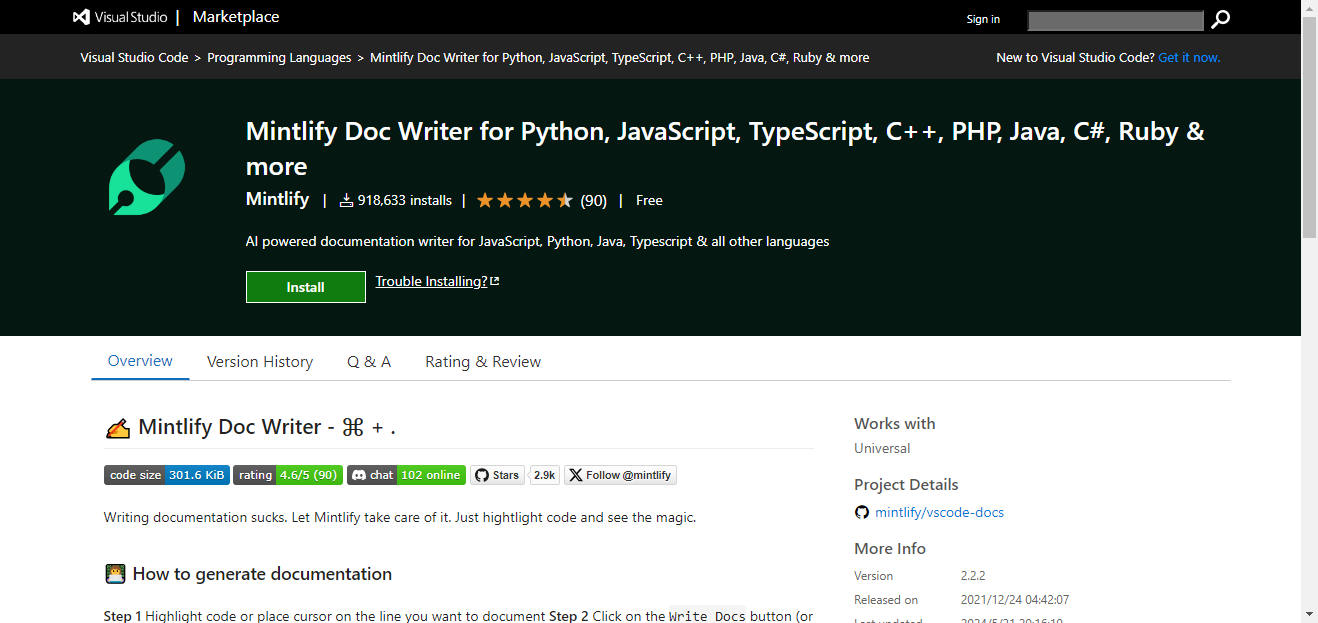 Visual Studio | Marketplace
Sign in
Visual Studio Code > Programming Languages > Mintlify Doc Writer for Python, JavaScript, TypeScript, C++, PHP, Java, C#, Ruby & more
New to Visual Studio Code? Get it now.
Mintlify Doc Writer for Python, JavaScript, TypeScript, C++, PHP, Java, C#, Ruby &
more
Mintlify | 918,633 installs | (90) | Free
AI powered documentation writer for JavaScript, Python, Java, Typescript & all other languages
Install
Trouble Installing?
Overview Version History Q & A Rating & Review
Mintlify Doc Writer - ⌘ + .
code size 301.6 KiB rating 4.6/5 (90) chat 102 online Stars 2.9k X Follow @mintlify
Writing documentation sucks. Let Mintlify take care of it. Just hightlight code and see the magic.
How to generate documentation
Step 1 Highlight code or place cursor on the line you want to document Step 2 Click on the Write Docs button (or
Works with
Universal
Project Details
mintlify/vscode-docs
More Info
Version 2.2.2
Released on 2021/12/24 04:42:07
Last updated 2024/5/21 20:16:10